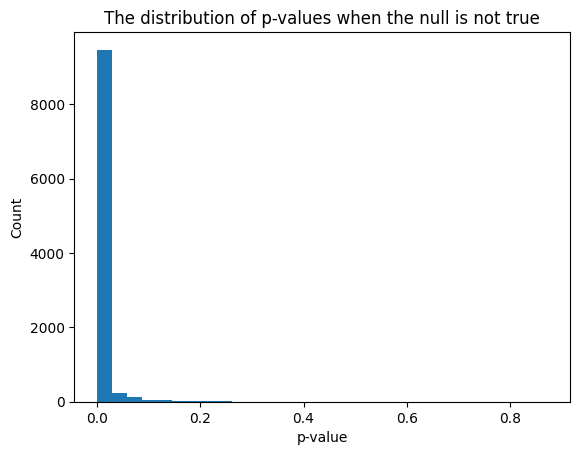 The distribution of p-values when the null is not true
8000
6000
4000
2000
0
Count
0.0 0.2 0.4 0.6 0.8
p-value